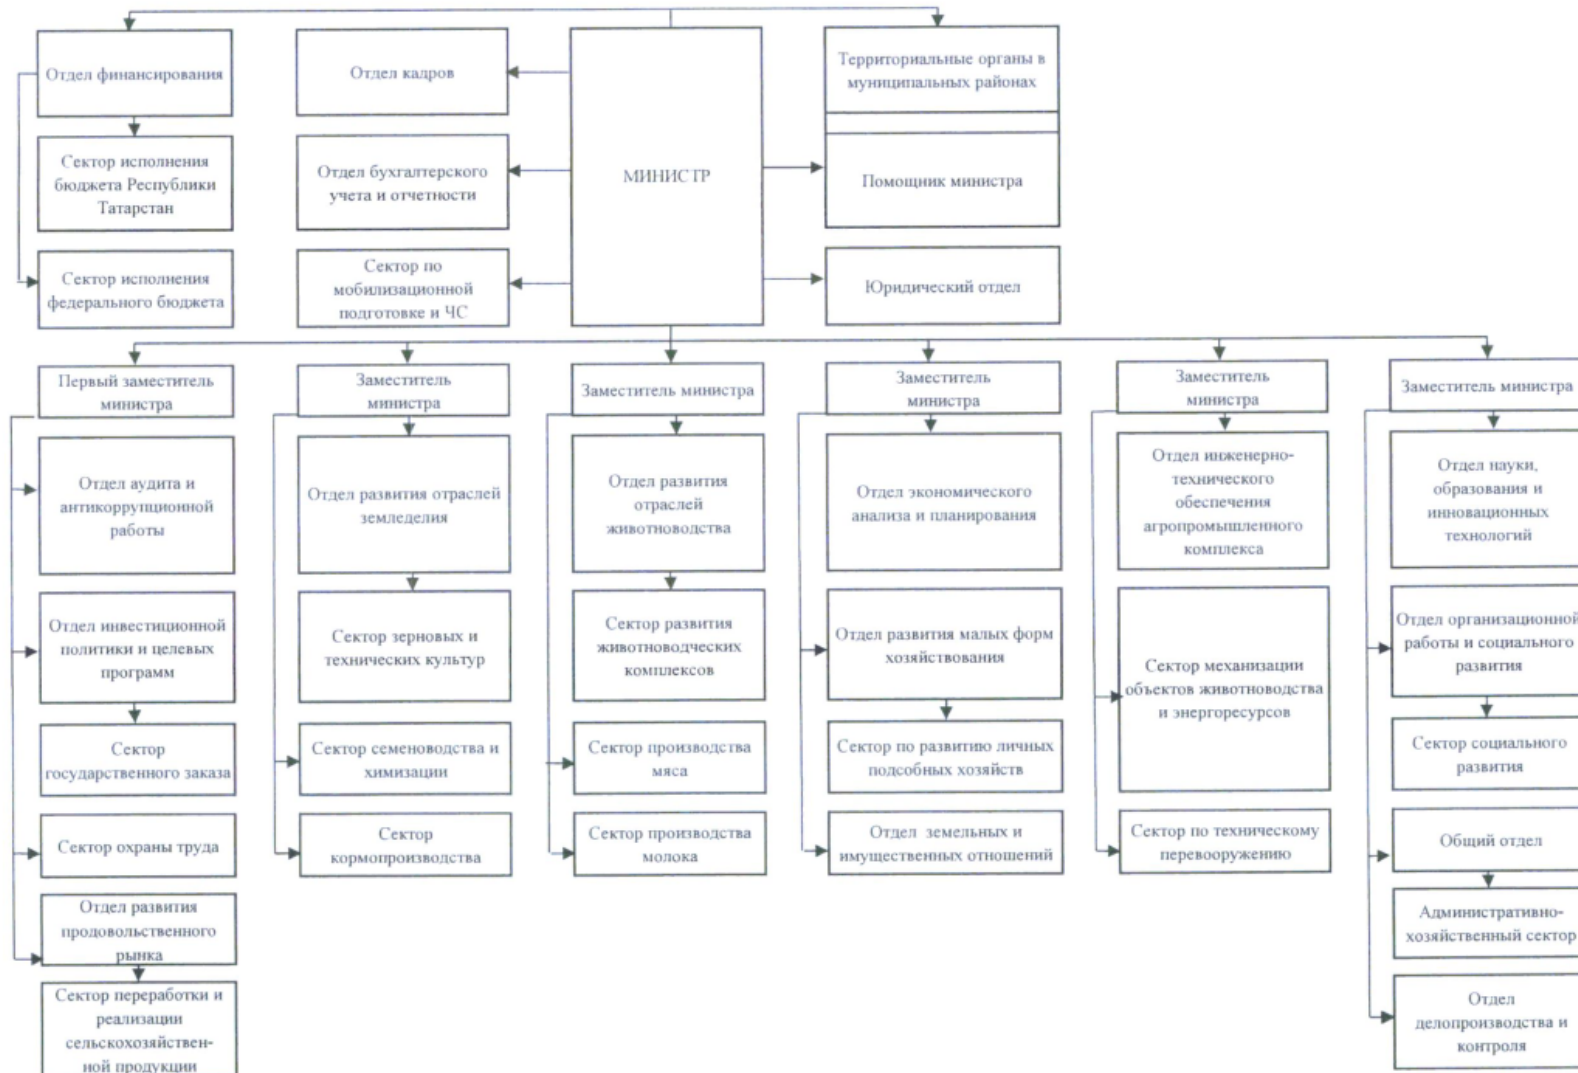 Отдел финансирования
Отдел кадров
МИНИСТР
Территориальные органы в
муниципальных районах
Сектор исполнения
бюджета Республики
Татарстан
Отдел бухгалтерского
учета и отчетности
Помощник министра
Сектор исполнения
федерального бюджета
Сектор по
мобилизационной
подготовке и ЧС
Юридический отдел
Первый заместитель
министра
Заместитель
министра
Заместитель министра
Заместитель
министра
Заместитель
министра
Заместитель министра
Отдел аудита и
антикоррупционной
работы
Отдел развития отраслей
земледелия
Отдел развития
отраслей
животноводства
Отдел экономического
анализа и планирования
Отдел инженерно-
технического
обеспечения
агропромышленного
комплекса
Отдел науки,
образования и
инновационных
технологий
Отдел инвестиционной
политики и целевых
программ
Сектор зерновых и
технических культур
Сектор развития
животноводческих
комплексов
Отдел развития малых форм
хозяйствования
Сектор механизации
объектов животноводства
и энергоресурсов
Отдел организационной
работы и социального
развития
Сектор
государственного заказа
Сектор семеноводства и
химизации
Сектор производства
мяса
Сектор по развитию личных
подсобных хозяйств
Сектор социального
развития
Сектор охраны труда
Сектор
кормопроизводства
Сектор производства
молока
Отдел земельных и
имущественных отношений
Сектор по техническому
перевооружению
Общий отдел
Отдел развития
продовольственного
рынка
Административно-
хозяйственный сектор
Сектор переработки и
реализации
сельскохозяйствен-
ной продукции
Отдел
делопроизводства и
контроля